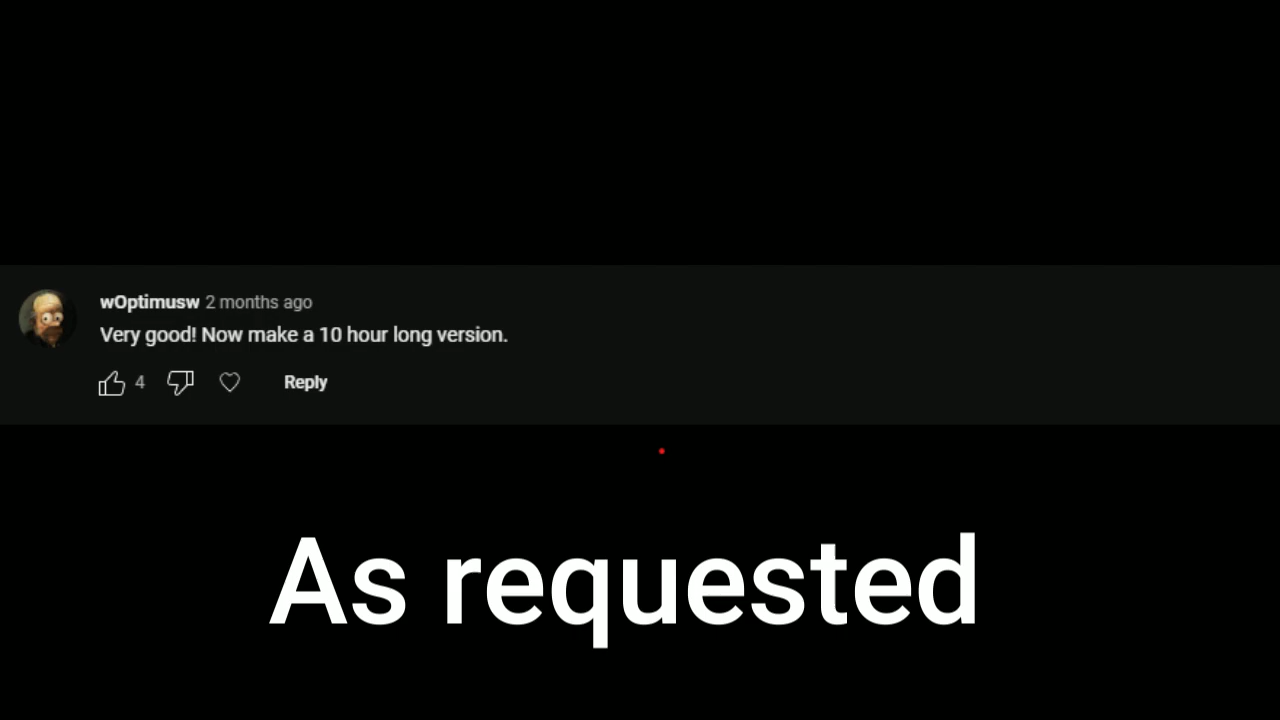 wOptimusw 2 months ago
Very good! Now make a 10 hour long version.
4 Reply
As requested